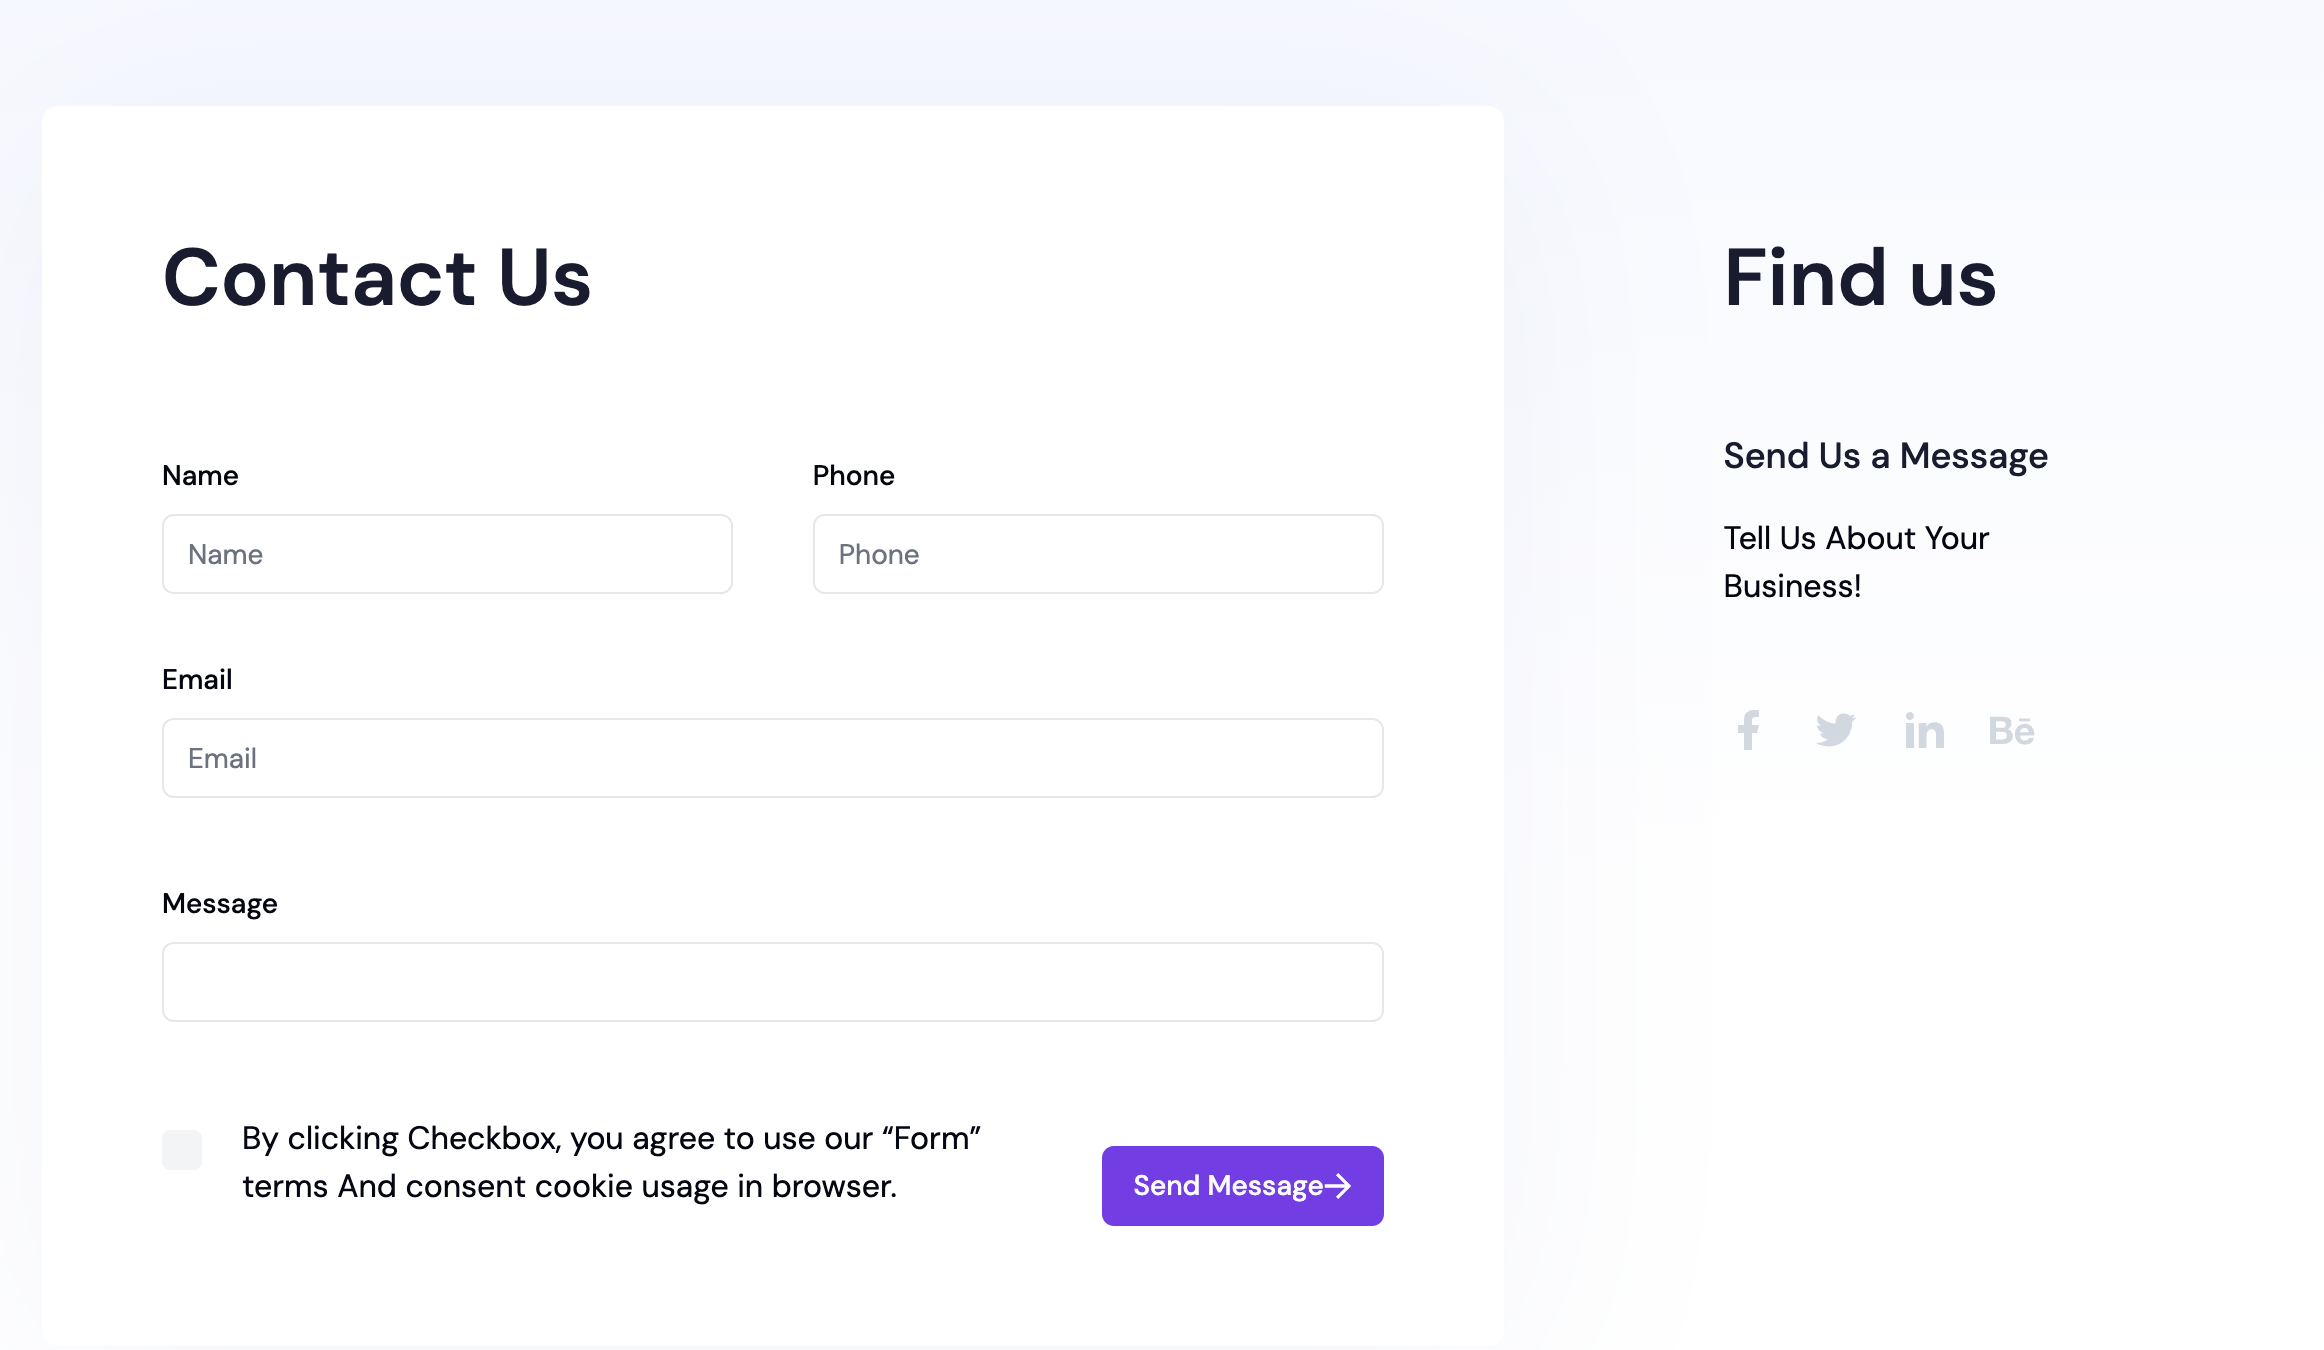 Contact Us
Name
Phone
Name
Phone
Email
Email
Message
By clicking Checkbox, you agree to use our “Form”
terms And consent cookie usage in browser.
Send Message
Find us
Send Us a Message
Tell Us About Your
Business!
in
Bē